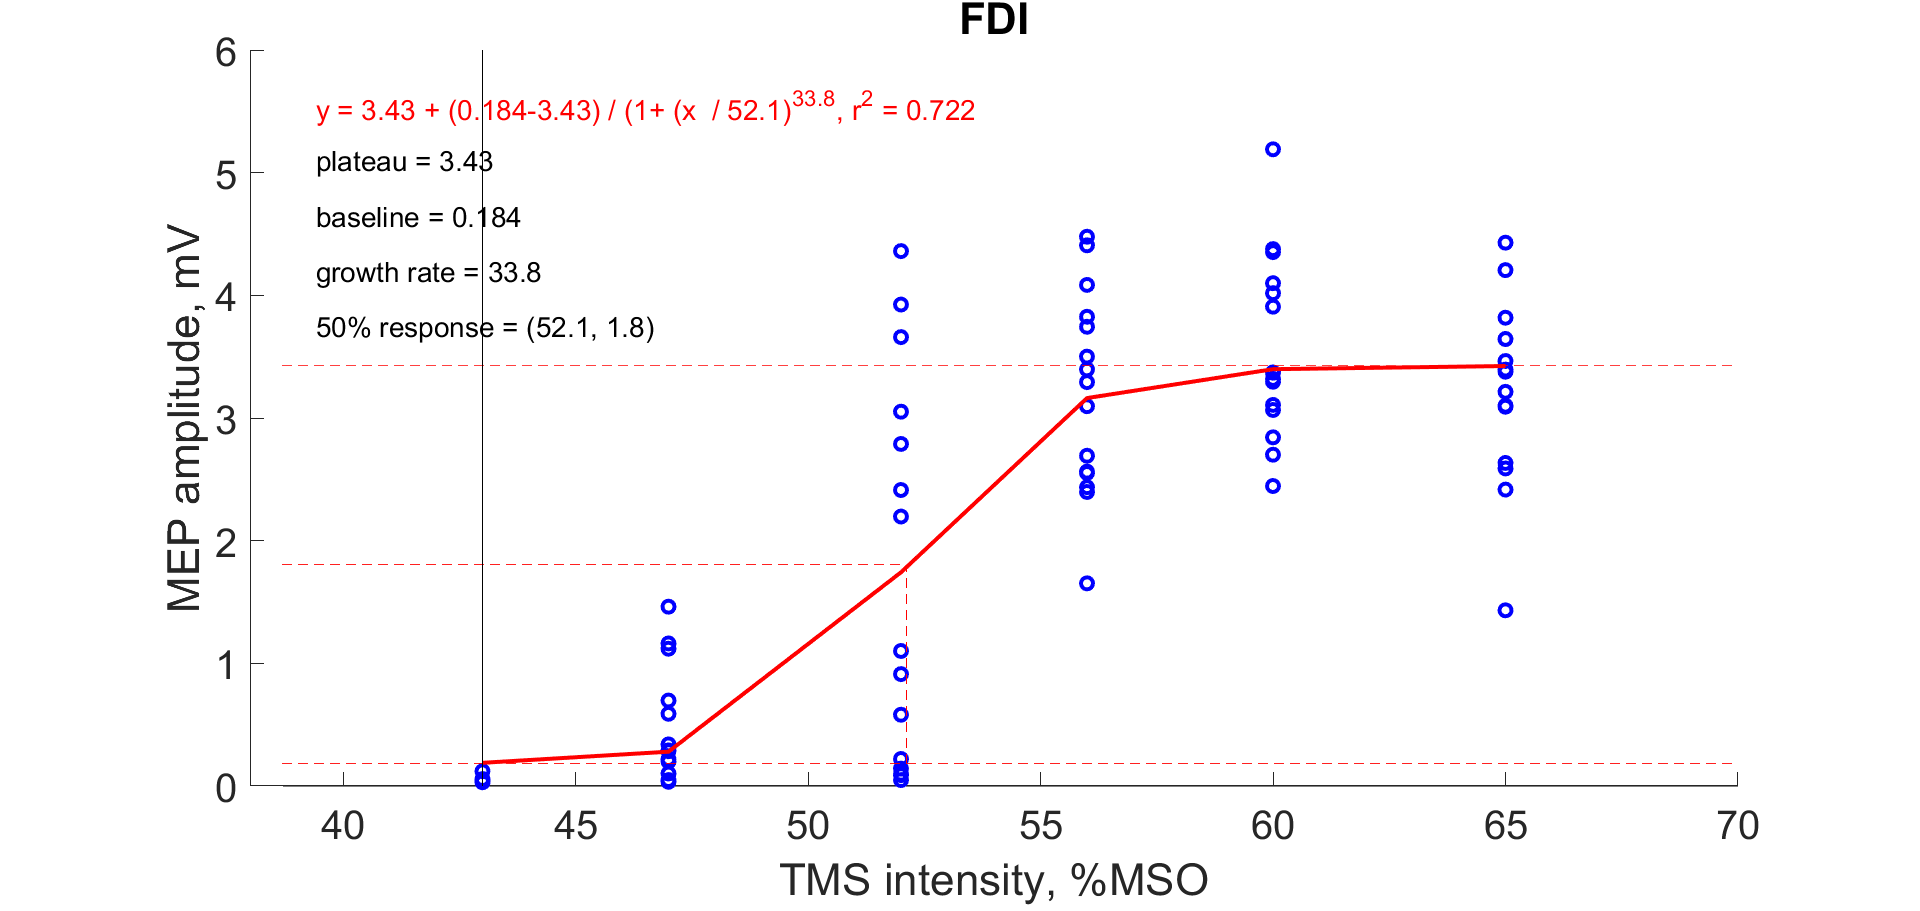 FDI
y = 3.43 + (0.184-3.43) / (1+ (x / 52.1)^33.8, r^2 = 0.722
plateau = 3.43
baseline = 0.184
growth rate = 33.8
50% response = (52.1, 1.8)
MEP amplitude, mV
6
5
4
3
2
1
0
40 45 50 55 60 65 70
TMS intensity, %MSO